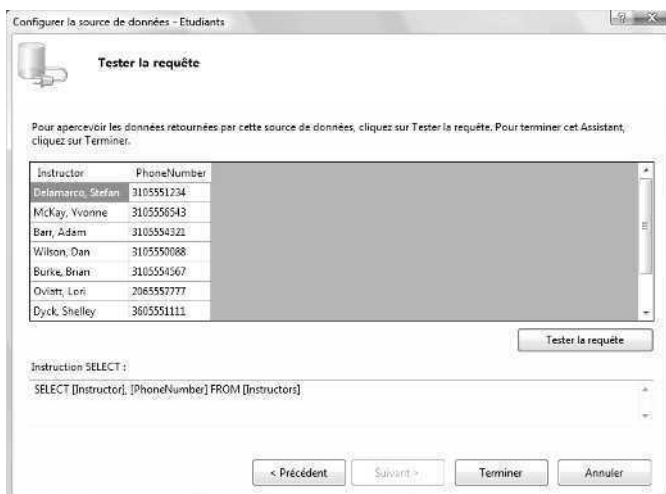 Configurer la source de données - Etudiants
Tester la requête
Pour apercevoir les données retournées par cette source de données, cliquez sur Tester la requête. Pour terminer cet Assistant,
cliquez sur Terminer.
Instructor PhoneNumber
Delamarco, Stefan 3105551234
McKay, Yvonne 3105556543
Barr, Adam 3105554321
Wilson, Dan 3105550088
Burke, Brian 3105554567
Oviatt, Lori 2065557777
Dyck, Shelley 3605551111
Tester la requête
Instruction SELECT :
SELECT [Instructor], [PhoneNumber] FROM [Instructors]
< Précédent Suivant > Terminer Annuler